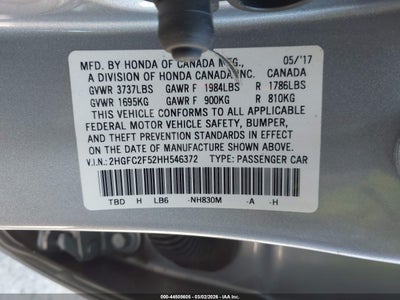 MFD. BY HONDA OF CANADA MFG., 05/'17
A DIVISION OF HONDA CANADA INC. CANADA
GVWR 3737LBS GAWR F 1984LBS R 1786LBS
GVWR 1695KG GAWR F 900KG R 810KG
THIS VEHICLE CONFORMS TO ALL APPLICABLE
FEDERAL MOTOR VEHICLE SAFETY, BUMPER,
AND THEFT PREVENTION STANDARDS IN EFFECT
ON THE DATE OF MANUFACTURE SHOWN ABOVE.
V.I.N.: 2HGFC2F52HH546372 TYPE: PASSENGER CAR
TBD H LB6 -NH830M -A -H
000-44609605 - 03/02/2026 - IAA Inc.